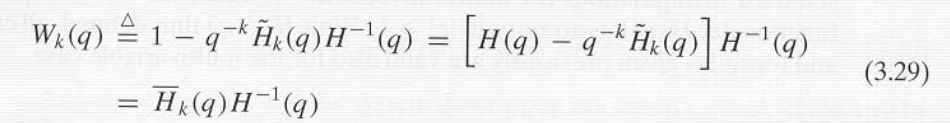 W_k(q) ≜ 1 − q^{−k} H̃_k(q) H^{−1}(q) = [H(q) − q^{−k} H̃_k(q)] H^{−1}(q)
(3.29)
= H̅_k(q) H^{−1}(q)